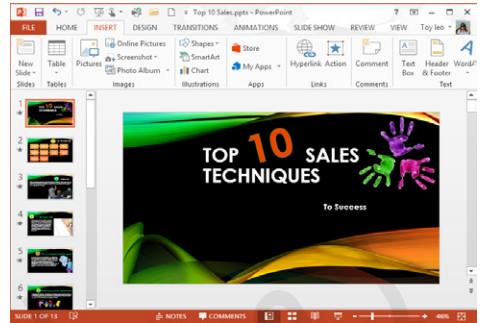 Top 10 Sales.pptx - PowerPoint
FILE HOME INSERT DESIGN TRANSITIONS ANIMATIONS SLIDE SHOW REVIEW VIEW Toy leo
New Slide
Table
Pictures
Online Pictures
Screenshot
Photo Album
Shapes
SmartArt
Chart
Store
My Apps
Hyperlink
Action
Comment
Text Box
Header & Footer
Slides Tables Images Illustrations Apps Links Comments Text
1
2
3
4
5
6
TOP 10 SALES
TECHNIQUES
To Success
SLIDE 1 OF 13 NOTES COMMENTS 46%